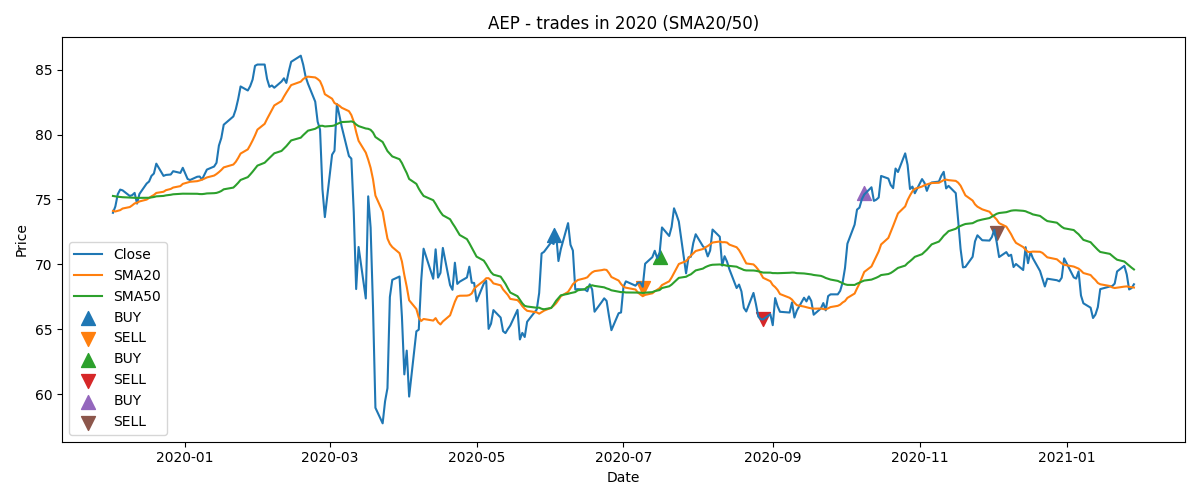 AEP - trades in 2020 (SMA20/50)
85
80
75
70
65
60
Price
Close
SMA20
SMA50
BUY
SELL
BUY
SELL
BUY
SELL
2020-01
2020-03
2020-05
2020-07
2020-09
2020-11
2021-01
Date